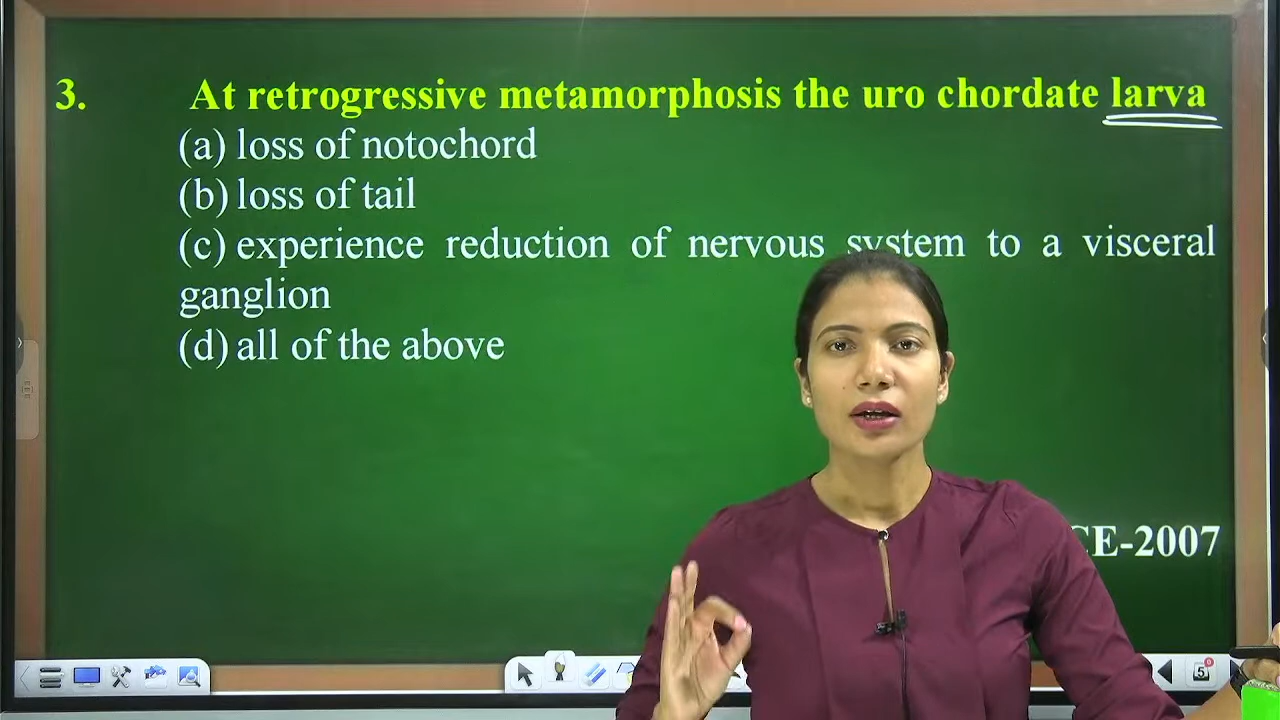 3. At retrogressive metamorphosis the uro chordate larva
(a) loss of notochord
(b) loss of tail
(c) experience reduction of nervous system to a visceral
ganglion
(d) all of the above
CE-2007
5